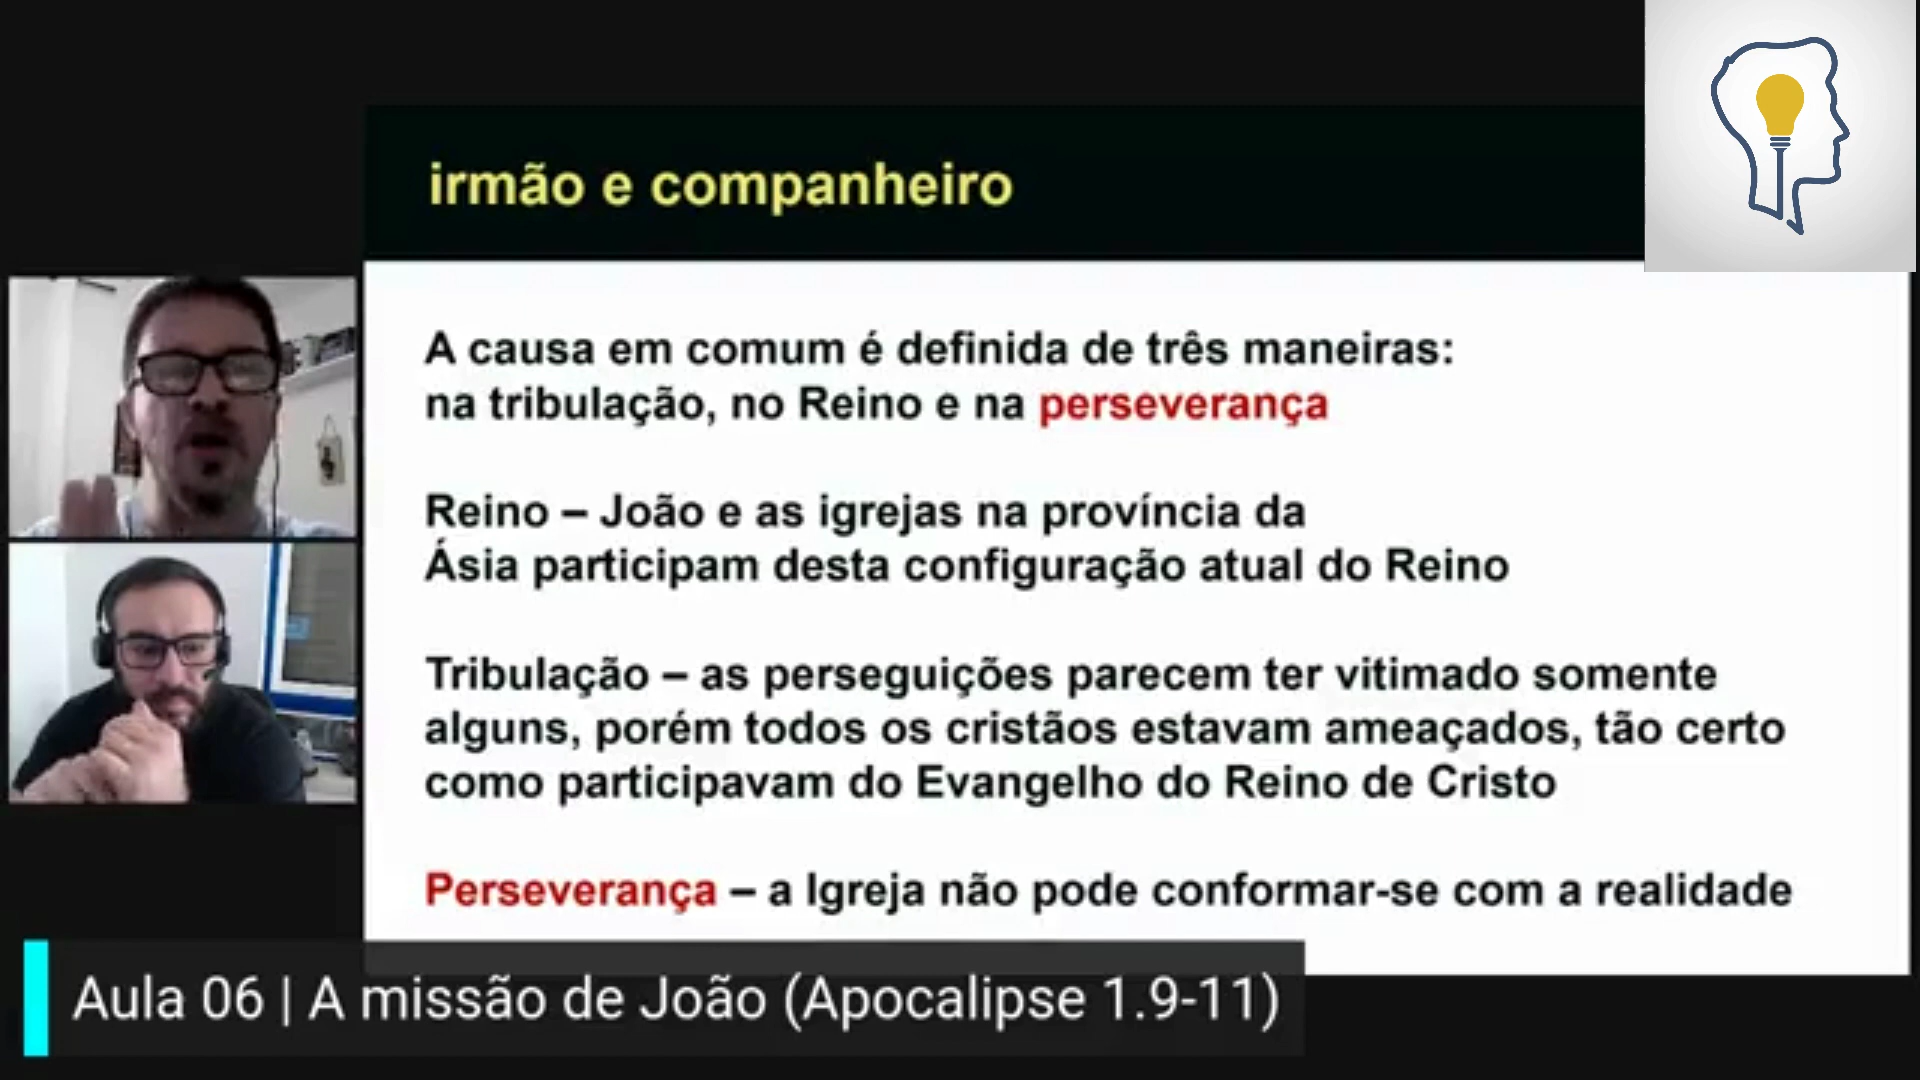 irmão e companheiro
A causa em comum é definida de três maneiras:
na tribulação, no Reino e na perseverança
Reino – João e as igrejas na província da
Ásia participam desta configuração atual do Reino
Tribulação – as perseguições parecem ter vitimado somente
alguns, porém todos os cristãos estavam ameaçados, tão certo
como participavam do Evangelho do Reino de Cristo
Perseverança – a Igreja não pode conformar-se com a realidade
Aula 06 | A missão de João (Apocalipse 1.9-11)